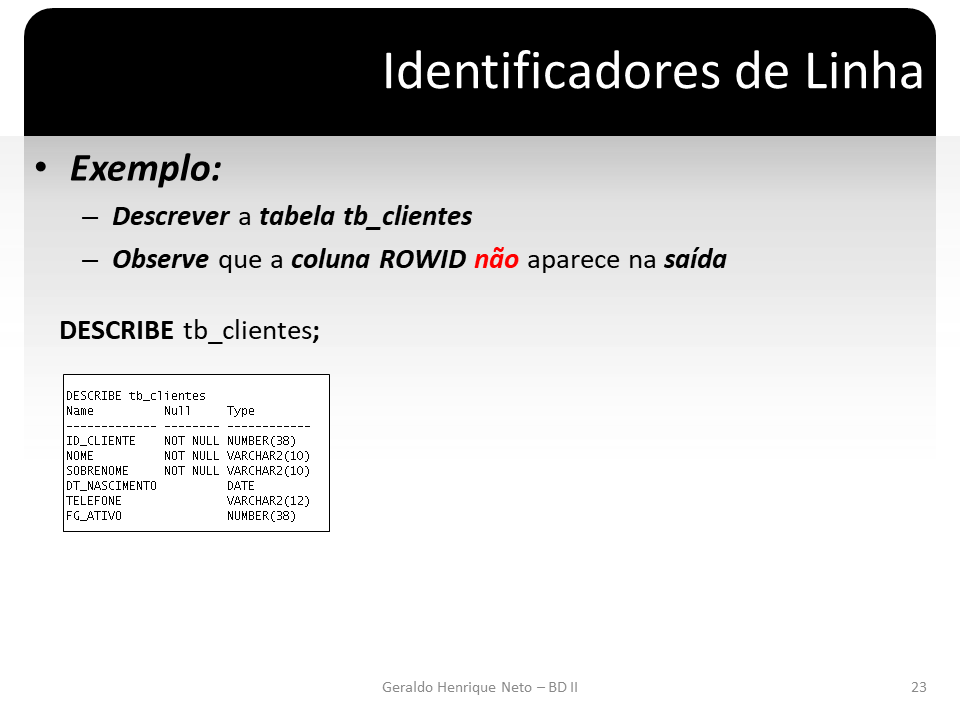 Identificadores de Linha
• Exemplo:
– Descrever a tabela tb_clientes
– Observe que a coluna ROWID não aparece na saída
DESCRIBE tb_clientes;
DESCRIBE tb_clientes
Name          Null     Type
------------- -------- ------------
ID_CLIENTE    NOT NULL NUMBER(38)
NOME          NOT NULL VARCHAR2(10)
SOBRENOME     NOT NULL VARCHAR2(10)
DT_NASCIMENTO          DATE
TELEFONE               VARCHAR2(12)
FG_ATIVO               NUMBER(38)
Geraldo Henrique Neto – BD II
23